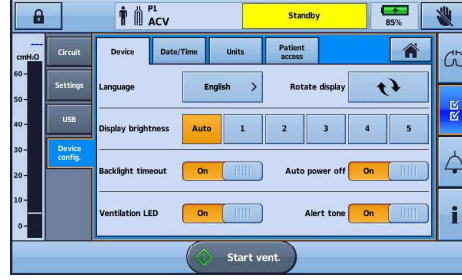 P1
ACV
Standby
85%
---
cmH2O
60
50
40
30
20
10
0
Circuit
Settings
USB
Device
config.
Device
Date/Time
Units
Patient
access
Language
English >
Rotate display
Display brightness
Auto 1 2 3 4 5
Backlight timeout
On
Auto power off
On
Ventilation LED
On
Alert tone
On
i
Start vent.